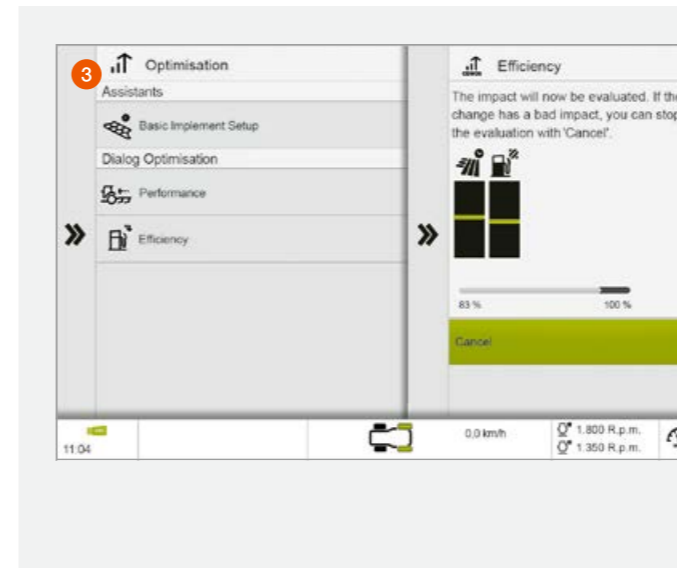 3
Optimisation
Assistants
Basic Implement Setup
Dialog Optimisation
Performance
Efficiency
Efficiency
The impact will now be evaluated. If the
change has a bad impact, you can stop
the evaluation with 'Cancel'.
83 %
100 %
Cancel
11:04
0,0 km/h
1.800 R.p.m.
1.350 R.p.m.